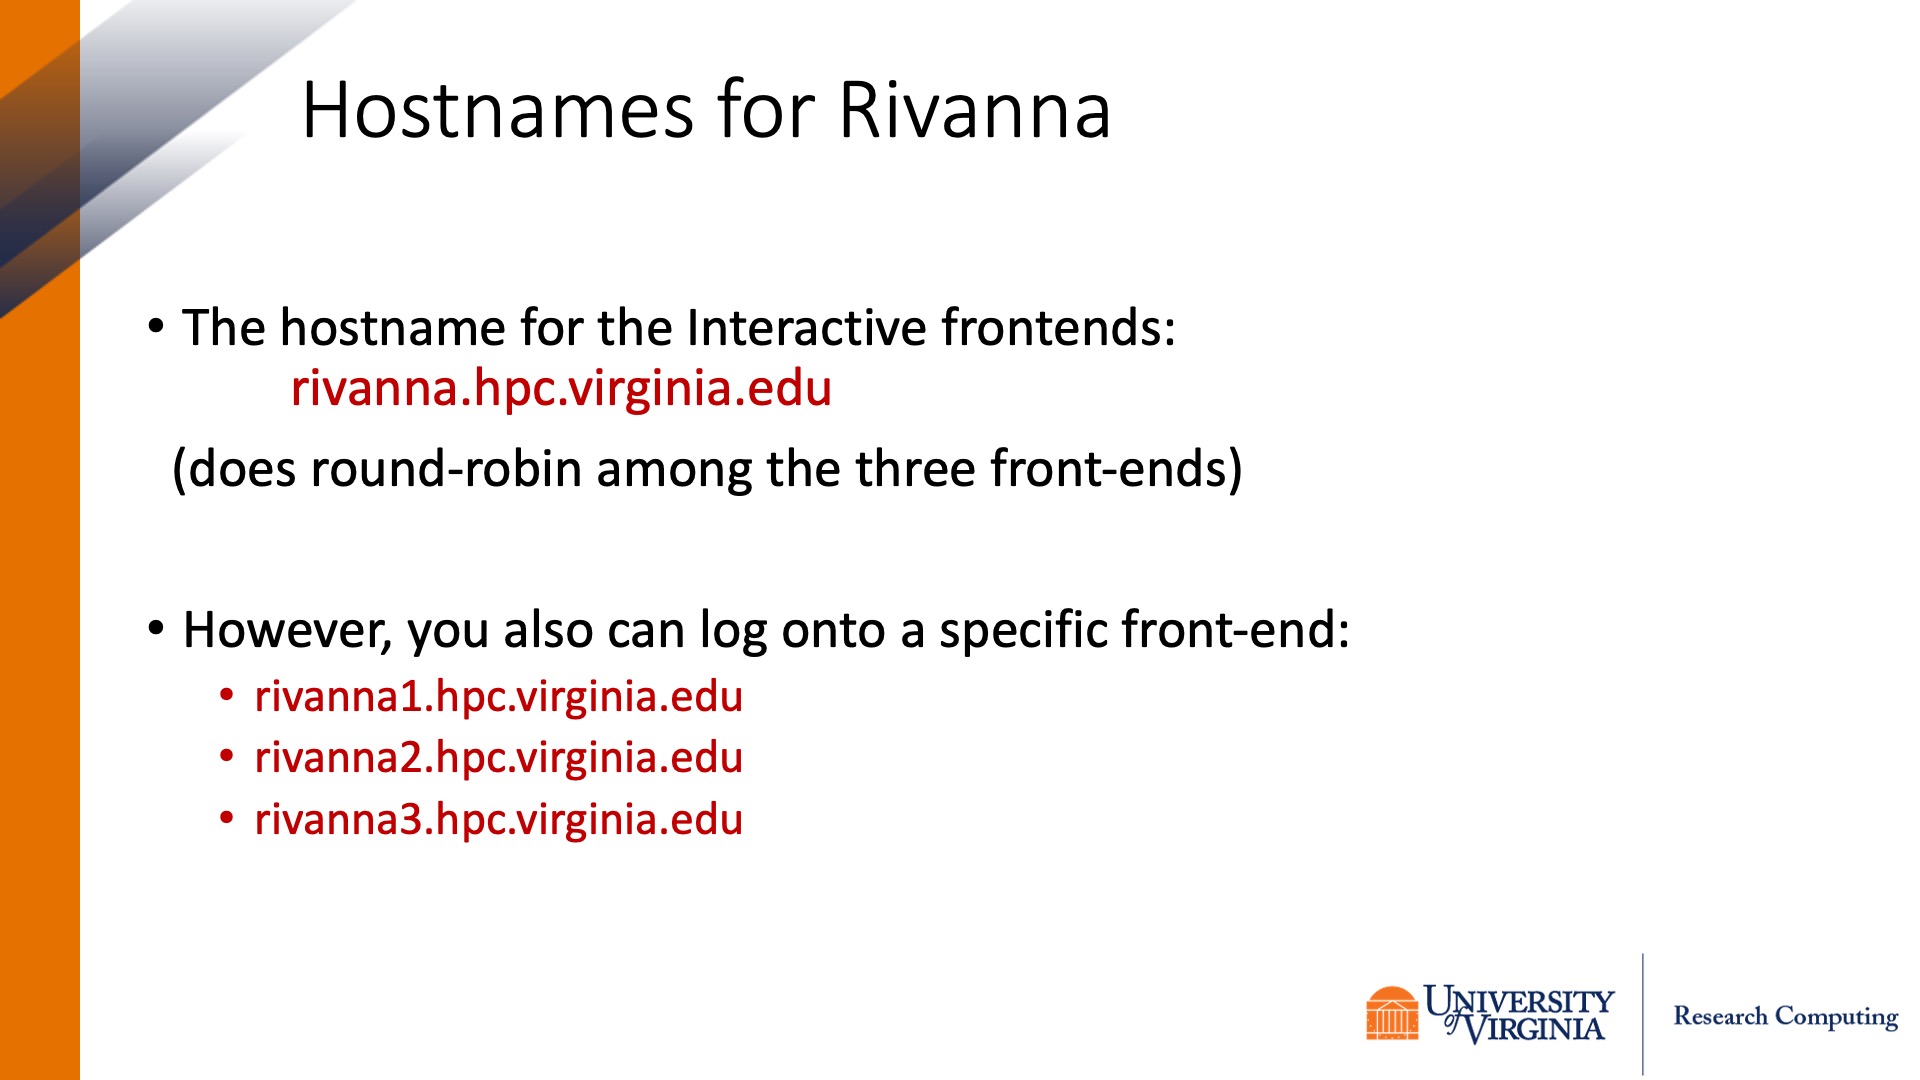 Hostnames for Rivanna
• The hostname for the Interactive frontends:
rivanna.hpc.virginia.edu
(does round-robin among the three front-ends)
• However, you also can log onto a specific front-end:
• rivanna1.hpc.virginia.edu
• rivanna2.hpc.virginia.edu
• rivanna3.hpc.virginia.edu
UNIVERSITY
of VIRGINIA
Research Computing